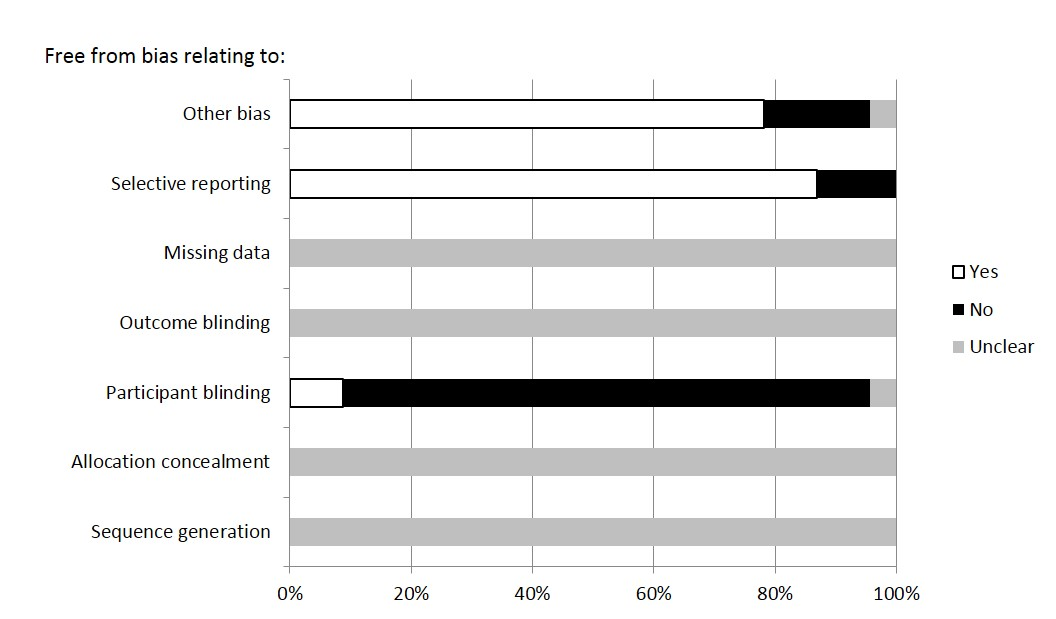 Free from bias relating to:
Other bias
Selective reporting
Missing data
Outcome blinding
Participant blinding
Allocation concealment
Sequence generation
0% 20% 40% 60% 80% 100%
Yes
No
Unclear